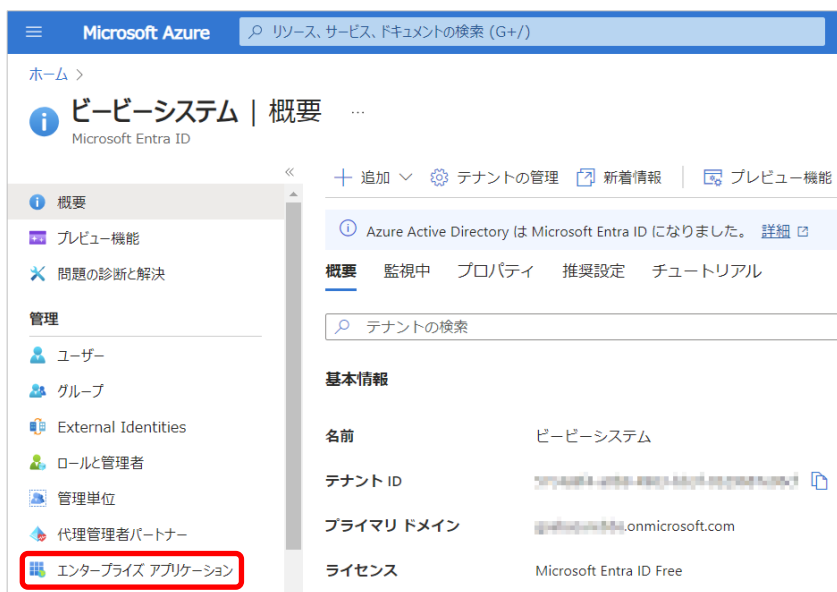 Microsoft Azure
リソース、サービス、ドキュメントの検索 (G+/)
ホーム >
ビービーシステム | 概要 …
Microsoft Entra ID
«
概要
プレビュー機能
問題の診断と解決
管理
ユーザー
グループ
External Identities
ロールと管理者
管理単位
代理管理者パートナー
エンタープライズ アプリケーション
追加
テナントの管理
新着情報
プレビュー機能
Azure Active Directory は Microsoft Entra ID になりました。 詳細
概要 監視中 プロパティ 推奨設定 チュートリアル
テナントの検索
基本情報
名前 ビービーシステム
テナント ID
プライマリ ドメイン .onmicrosoft.com
ライセンス Microsoft Entra ID Free